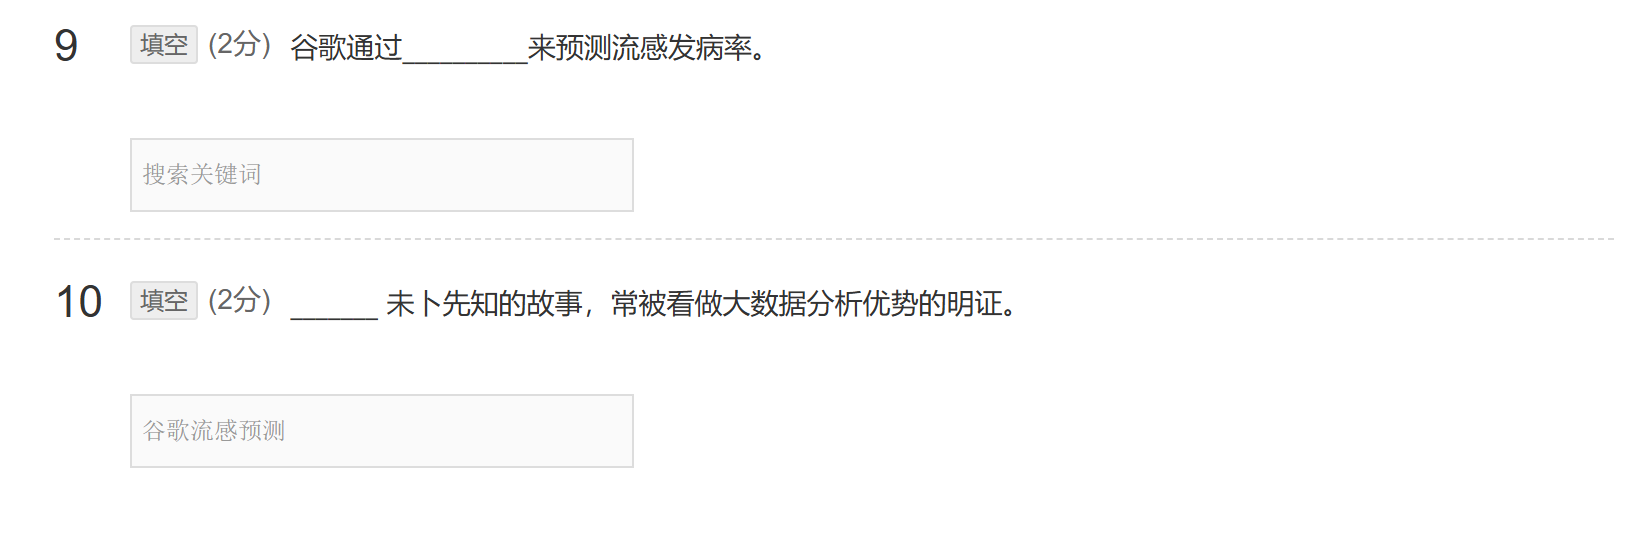 9 填空 (2分) 谷歌通过__________来预测流感发病率。
搜索关键词
10 填空 (2分) _______ 未卜先知的故事，常被看做大数据分析优势的明证。
谷歌流感预测